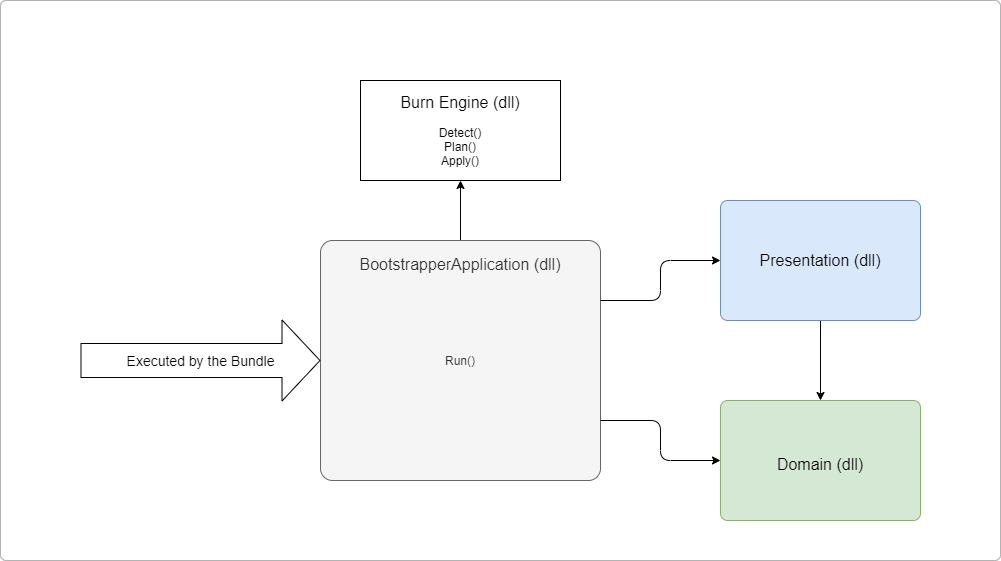 Burn Engine (dll)
Detect()
Plan()
Apply()
BootstrapperApplication (dll)
Presentation (dll)
Executed by the Bundle
Run()
Domain (dll)